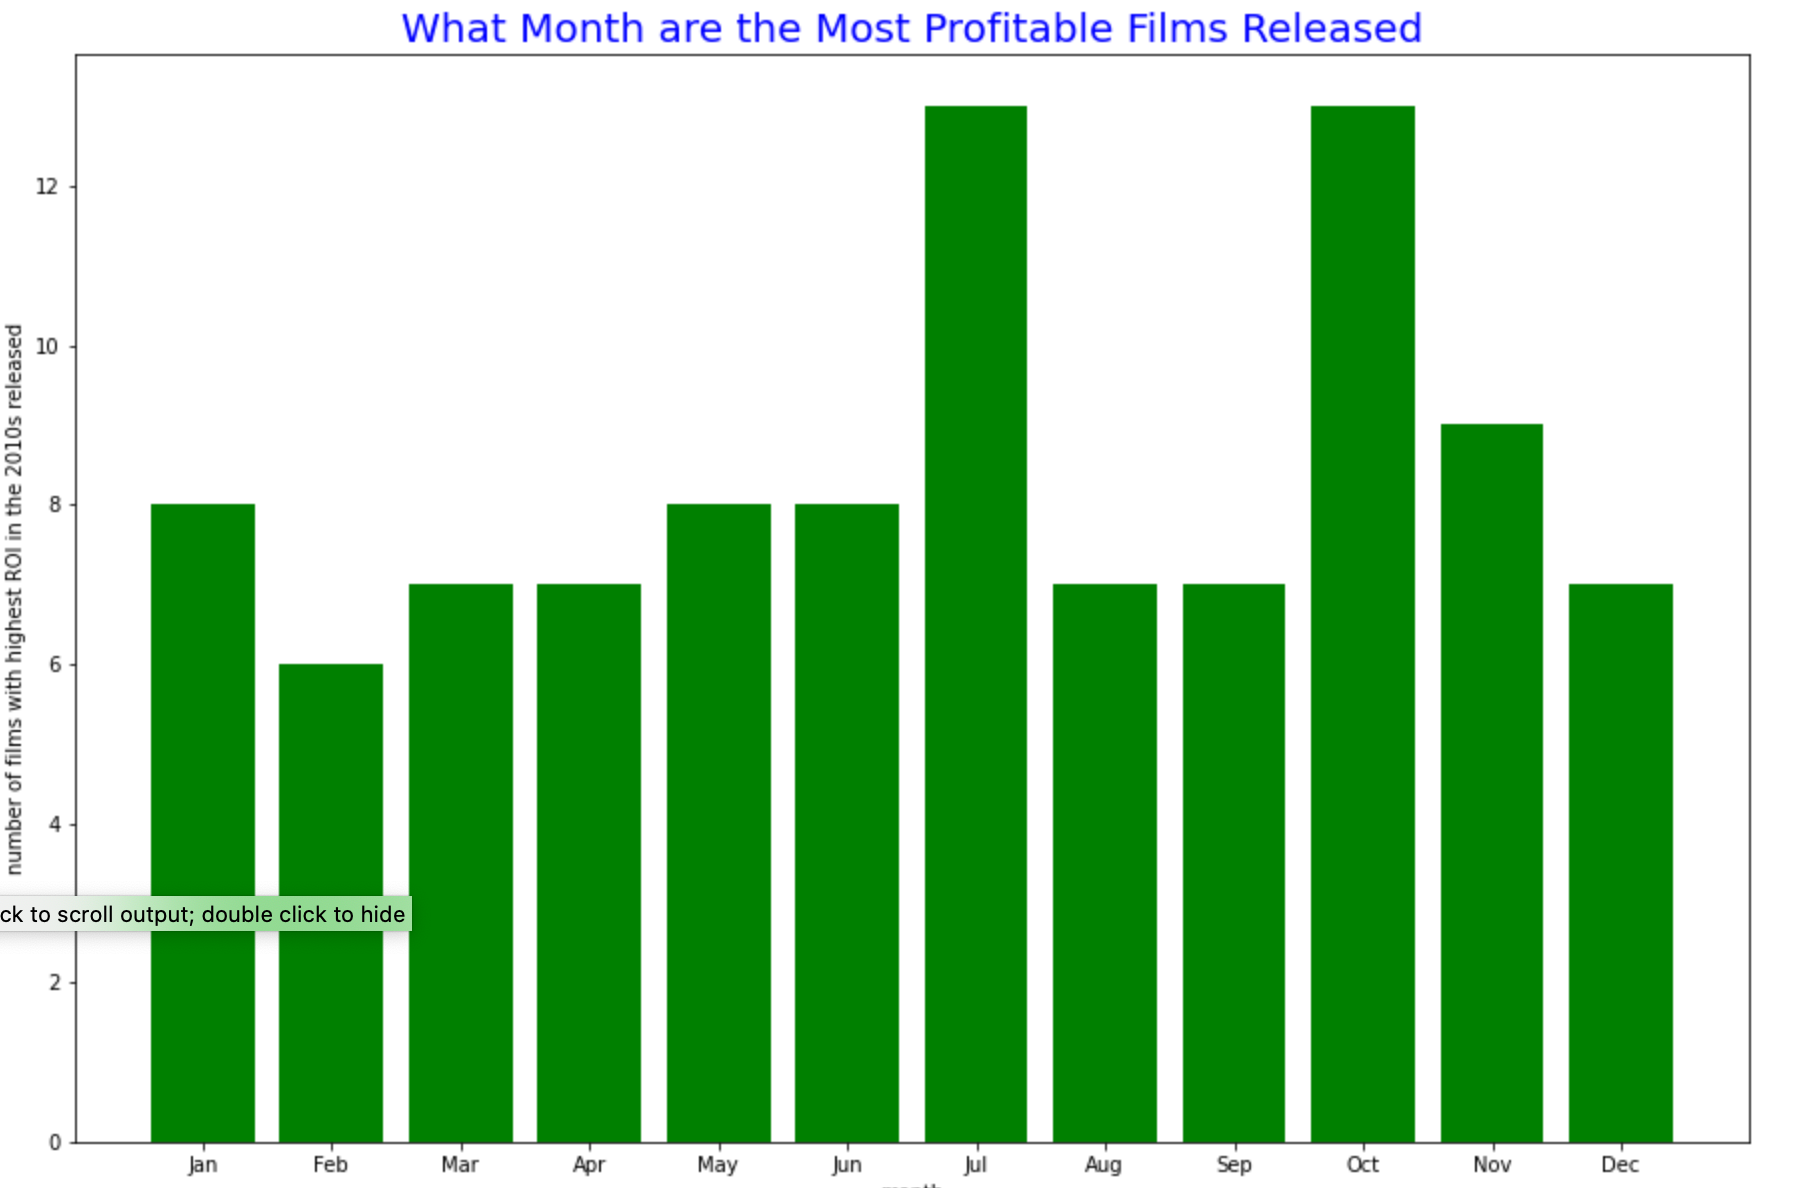 What Month are the Most Profitable Films Released
number of films with highest ROI in the 2010s released
12
10
8
6
4
ck to scroll output; double click to hide
2
0
Jan Feb Mar Apr May Jun Jul Aug Sep Oct Nov Dec
month